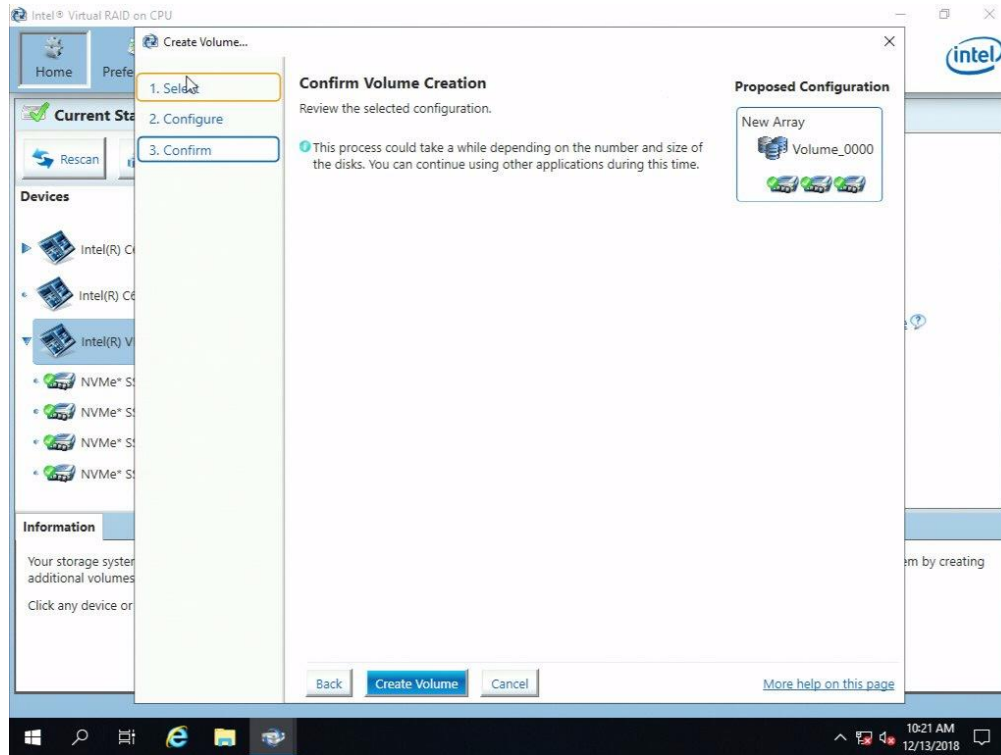 Intel® Virtual RAID on CPU
Home
Create Volume...
1. Select
2. Configure
3. Confirm
Confirm Volume Creation
Review the selected configuration.
This process could take a while depending on the number and size of
the disks. You can continue using other applications during this time.
Proposed Configuration
New Array
Volume_0000
intel
Current
Rescan
Devices
Intel(R)
Intel(R)
Intel(R)
NVMe*
NVMe*
NVMe*
NVMe*
Information
Your storage
by creating
additional volumes
Click any device or
Back
Create Volume
Cancel
More help on this page
10:21 AM
12/13/2018